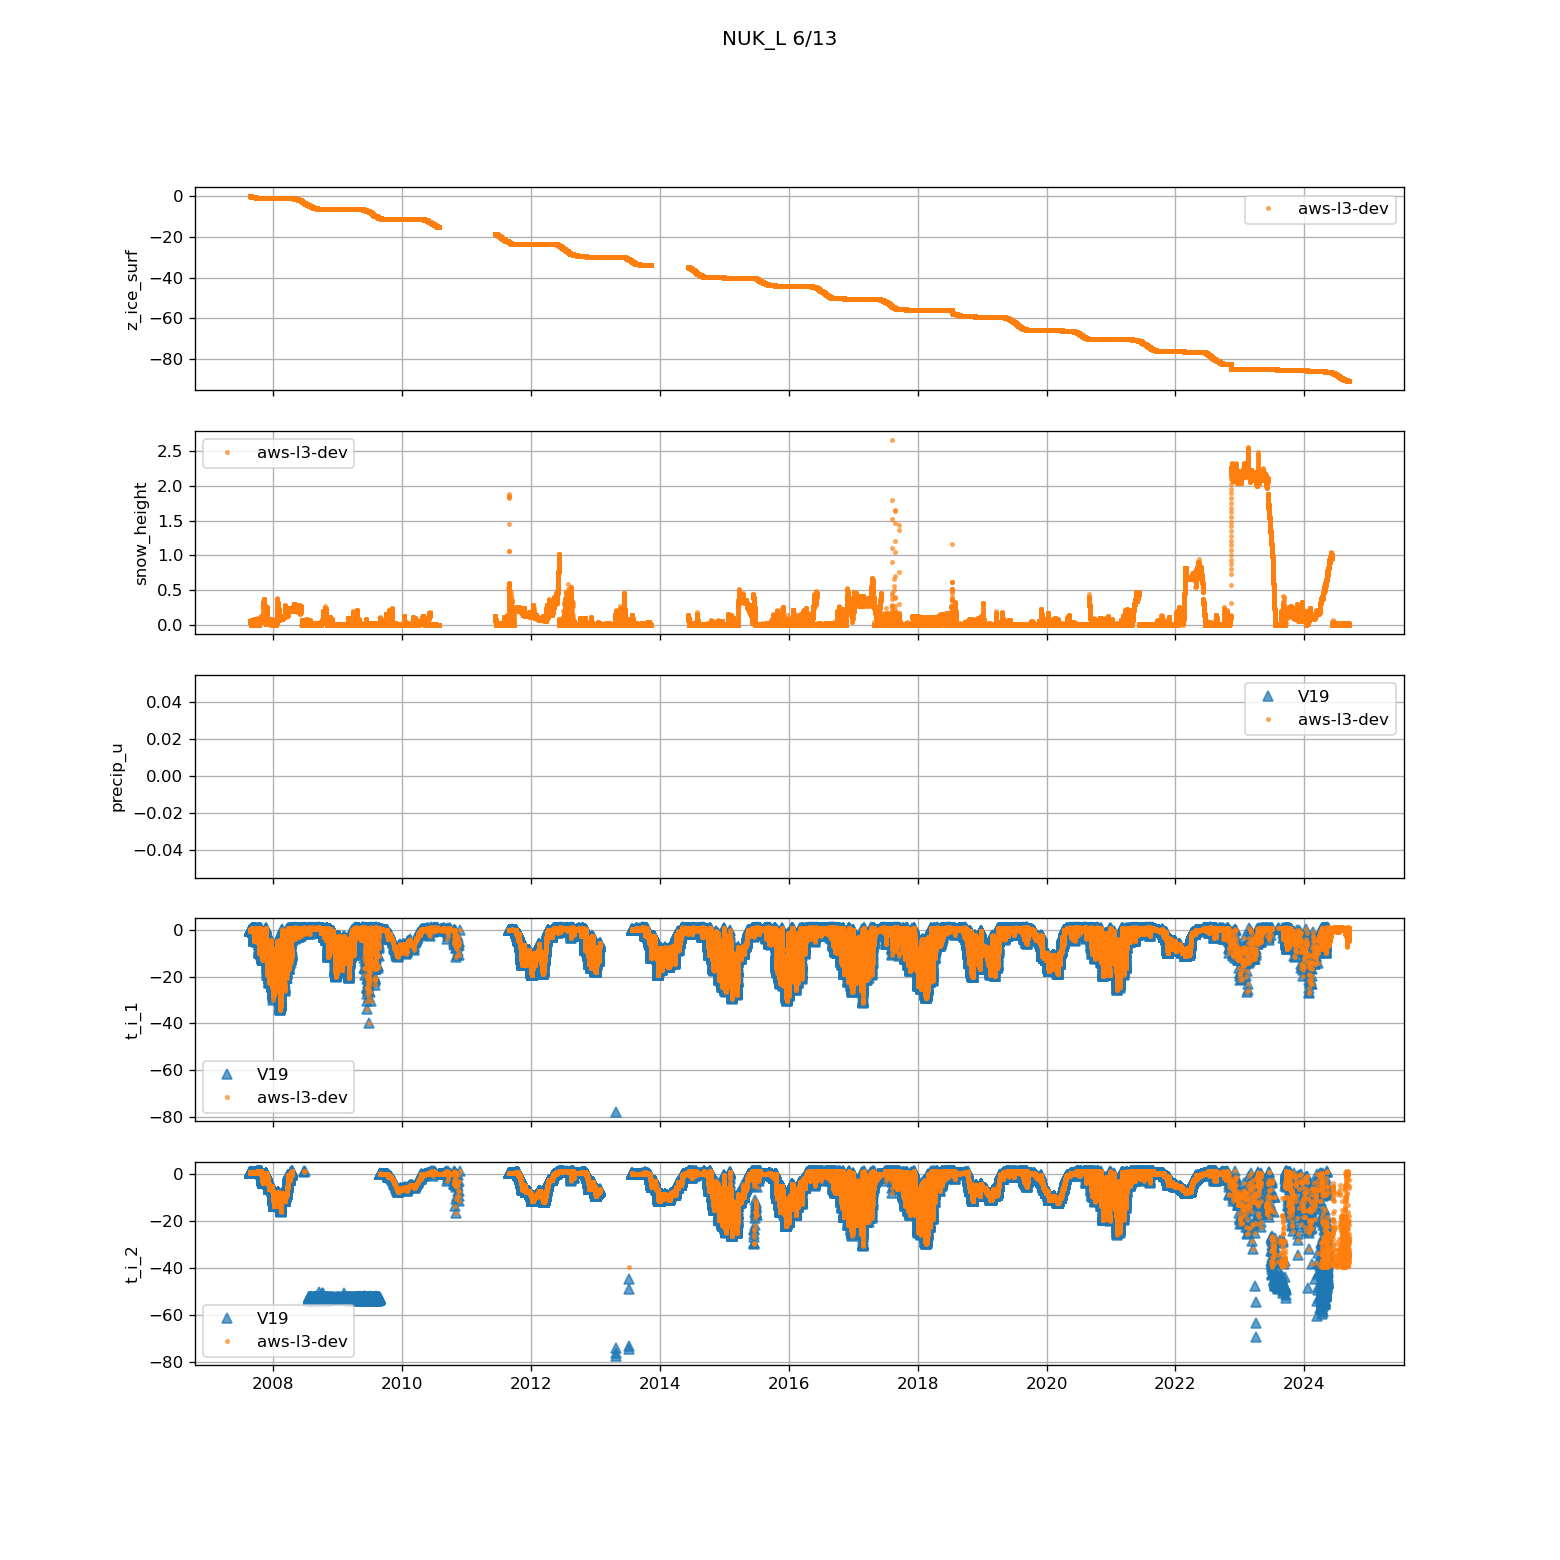 NUK_L 6/13
0
−20
−40
−60
−80
z_ice_surf
aws-l3-dev
2.5
2.0
1.5
1.0
0.5
0.0
snow_height
aws-l3-dev
0.04
0.02
0.00
−0.02
−0.04
precip_u
V19
aws-l3-dev
0
−20
−40
−60
−80
t_i_1
V19
aws-l3-dev
0
−20
−40
−60
−80
t_i_2
V19
aws-l3-dev
2008 2010 2012 2014 2016 2018 2020 2022 2024